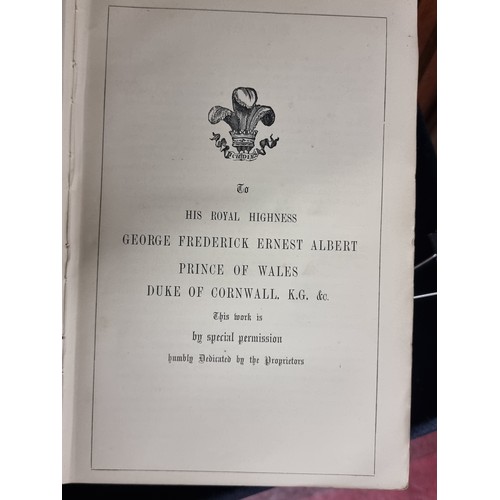 To
HIS ROYAL HIGHNESS
GEORGE FREDERICK ERNEST ALBERT
PRINCE OF WALES
DUKE OF CORNWALL. K.G. &c.
This work is
by special permission
humbly Dedicated by the Proprietors